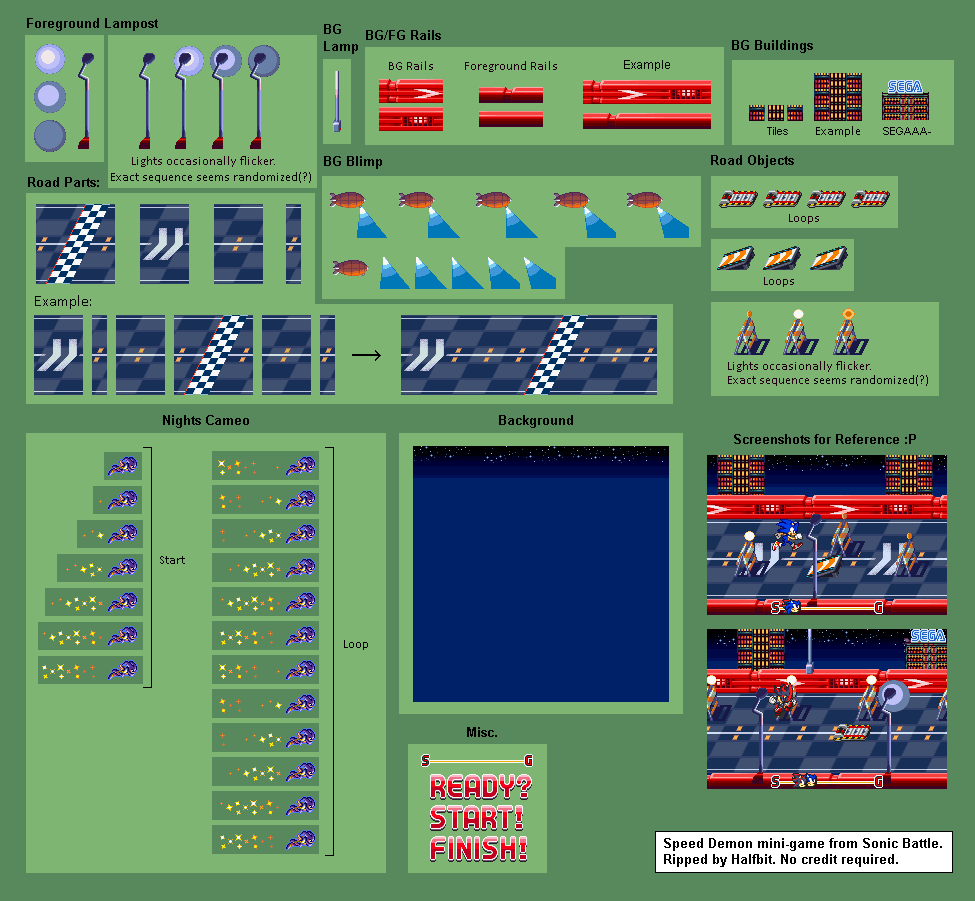 Foreground Lampost
BG
Lamp
BG/FG Rails
BG Rails
Foreground Rails
Example
BG Buildings
SEGA
Tiles
Example
SEGAAA-
Lights occasionally flicker.
Exact sequence seems randomized(?)
Road Parts:
BG Blimp
Road Objects
Loops
Loops
Example:
Lights occasionally flicker.
Exact sequence seems randomized(?)
Nights Cameo
Start
Loop
Background
Misc.
S G
READY?
START!
FINISH!
Screenshots for Reference :P
S G
SEGA
S G
Speed Demon mini-game from Sonic Battle.
Ripped by Halfbit. No credit required.